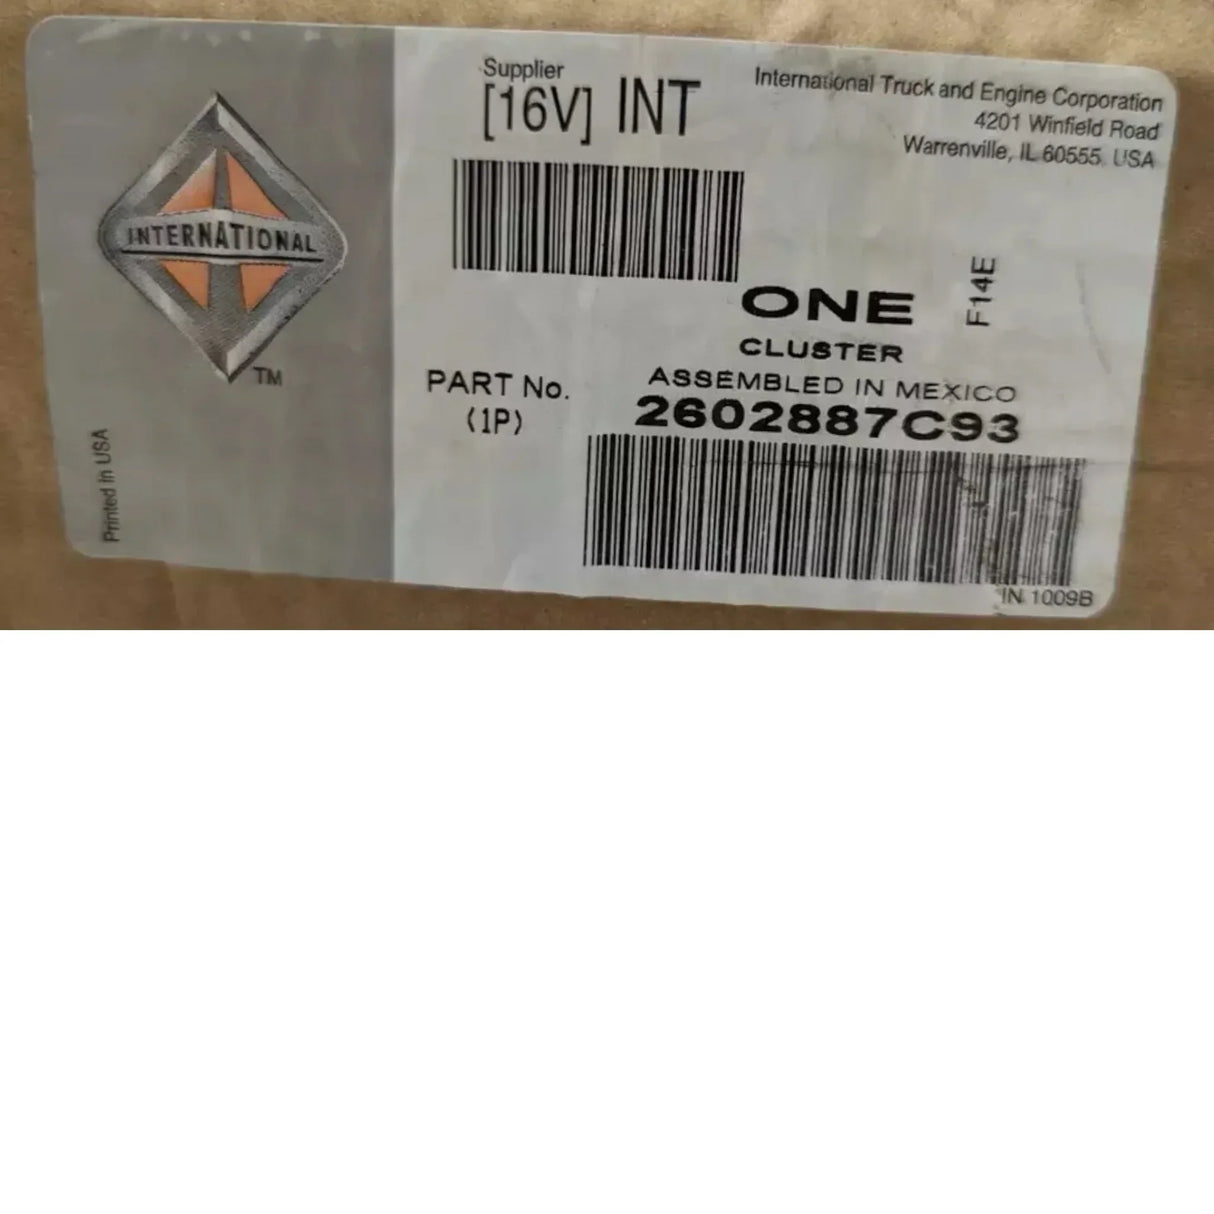 Supplier
[16V] INT
International Truck and Engine Corporation
4201 Winfield Road
Warrenville, IL 60555. USA
INTERNATIONAL
TM
ONE
F14E
CLUSTER
ASSEMBLED IN MEXICO
PART No.
(1P)
2602887C93
Printed in USA
IN 1009B